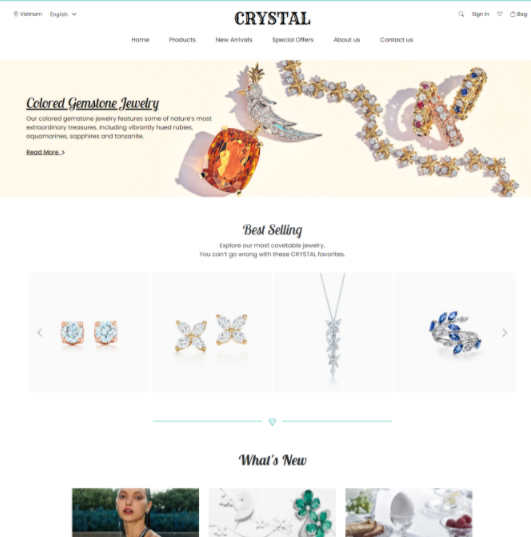 Vietnam English CRYSTAL Sign in Bag
Home Products New Arrivals Special Offers About us Contact us
Colored Gemstone Jewelry
Our colored gemstone jewelry features some of nature's most
extraordinary treasures, including vibrantly hued rubies,
aquamarines, sapphires and tanzanite.
Read More >
Best Selling
Explore our most covetable jewelry.
You can't go wrong with these CRYSTAL favorites.
What's New